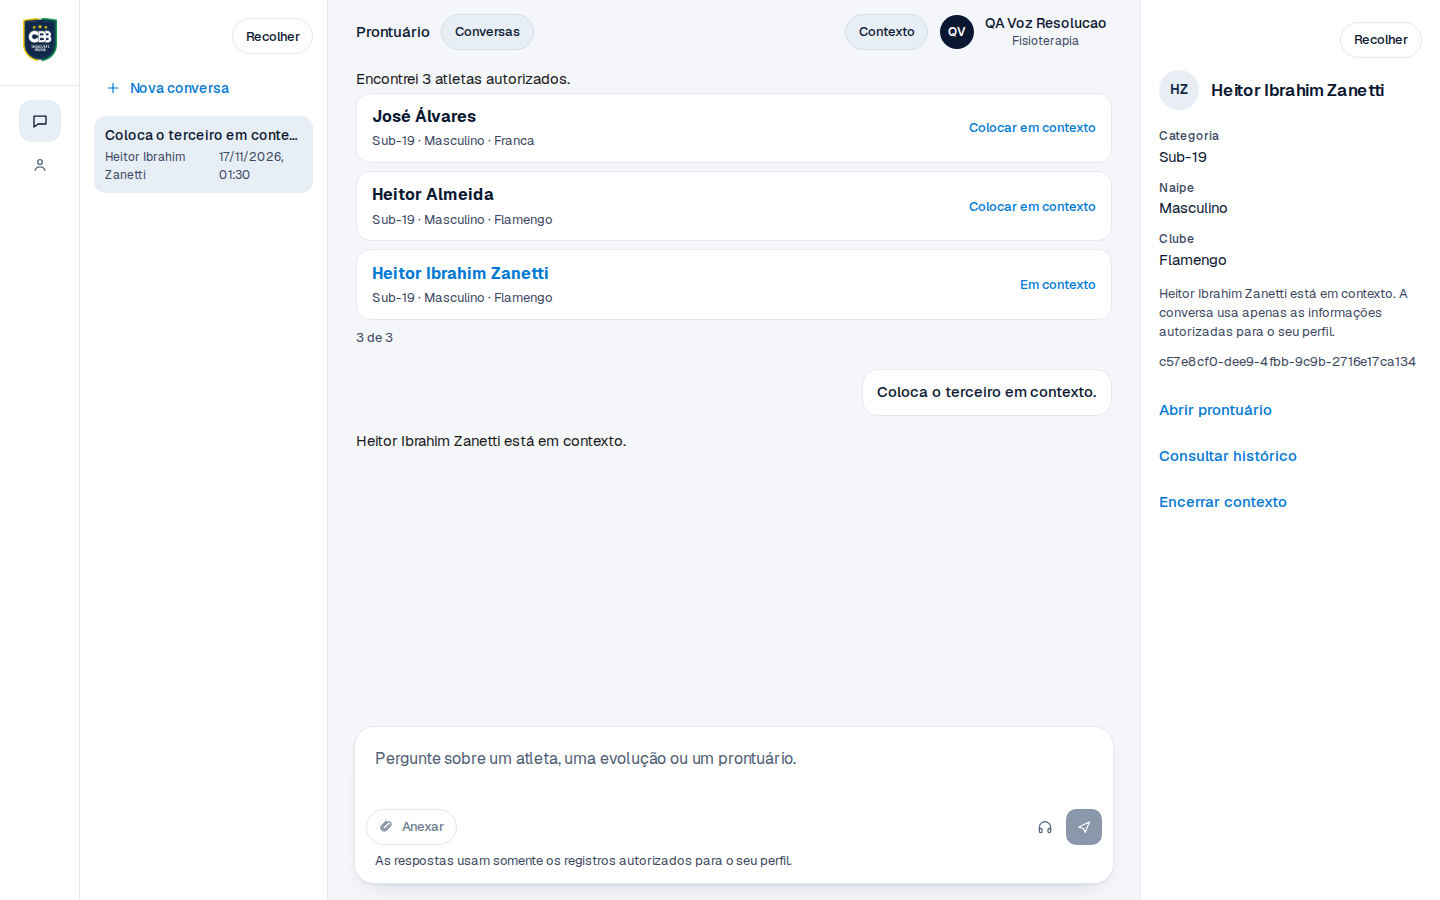 CBB
Recolher
Nova conversa
Coloca o terceiro em conte...
Heitor Ibrahim Zanetti
17/11/2026, 01:30
Prontuário
Conversas
Contexto
QV
QA Voz Resolucao
Fisioterapia
Encontrei 3 atletas autorizados.
José Álvares
Sub-19 · Masculino · Franca
Colocar em contexto
Heitor Almeida
Sub-19 · Masculino · Flamengo
Colocar em contexto
Heitor Ibrahim Zanetti
Sub-19 · Masculino · Flamengo
Em contexto
3 de 3
Coloca o terceiro em contexto.
Heitor Ibrahim Zanetti está em contexto.
Pergunte sobre um atleta, uma evolução ou um prontuário.
Anexar
As respostas usam somente os registros autorizados para o seu perfil.
Recolher
HZ
Heitor Ibrahim Zanetti
Categoria
Sub-19
Naipe
Masculino
Clube
Flamengo
Heitor Ibrahim Zanetti está em contexto. A
conversa usa apenas as informações
autorizadas para o seu perfil.
c57e8cf0-dee9-4fbb-9c9b-2716e17ca134
Abrir prontuário
Consultar histórico
Encerrar contexto